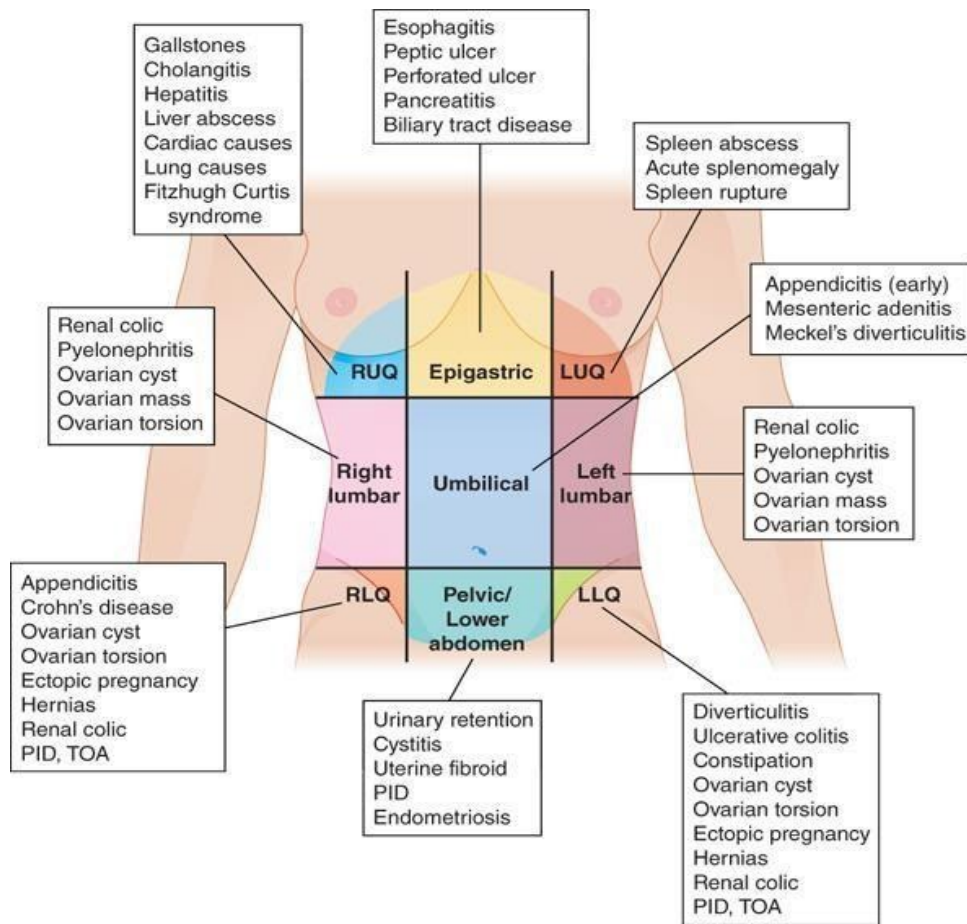 Gallstones
Cholangitis
Hepatitis
Liver abscess
Cardiac causes
Lung causes
Fitzhugh Curtis
syndrome
Esophagitis
Peptic ulcer
Perforated ulcer
Pancreatitis
Biliary tract disease
Spleen abscess
Acute splenomegaly
Spleen rupture
Appendicitis (early)
Mesenteric adenitis
Meckel's diverticulitis
Renal colic
Pyelonephritis
Ovarian cyst
Ovarian mass
Ovarian torsion
RUQ
Epigastric
LUQ
Right
lumbar
Umbilical
Left
lumbar
Renal colic
Pyelonephritis
Ovarian cyst
Ovarian mass
Ovarian torsion
RLQ
Pelvic/
Lower
abdomen
LLQ
Appendicitis
Crohn's disease
Ovarian cyst
Ovarian torsion
Ectopic pregnancy
Hernias
Renal colic
PID, TOA
Urinary retention
Cystitis
Uterine fibroid
PID
Endometriosis
Diverticulitis
Ulcerative colitis
Constipation
Ovarian cyst
Ovarian torsion
Ectopic pregnancy
Hernias
Renal colic
PID, TOA